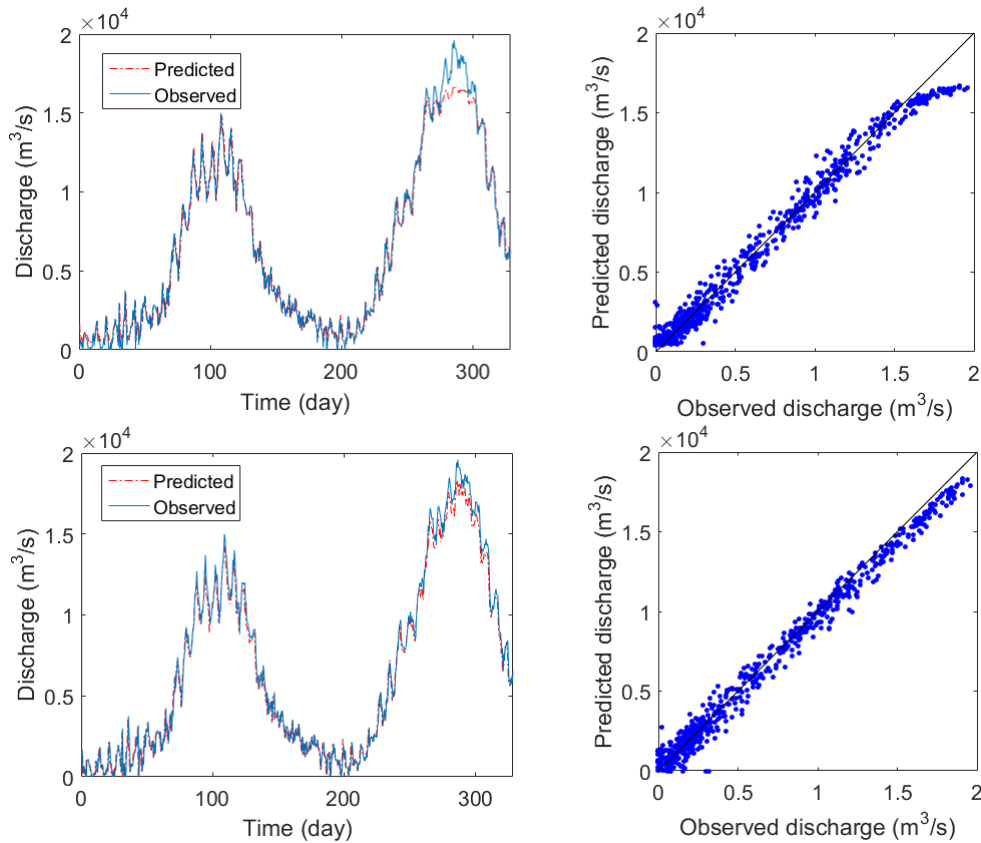 ×10⁴
2
1.5
1
0.5
0
Discharge (m³/s)
Predicted
Observed
0 100 200 300
Time (day)
×10⁴
2
1.5
1
0.5
0
Predicted discharge (m³/s)
0 0.5 1 1.5 2
Observed discharge (m³/s)
×10⁴
2
1.5
1
0.5
0
Discharge (m³/s)
Predicted
Observed
0 100 200 300
Time (day)
×10⁴
2
1.5
1
0.5
0
Predicted discharge (m³/s)
0 0.5 1 1.5 2
Observed discharge (m³/s)